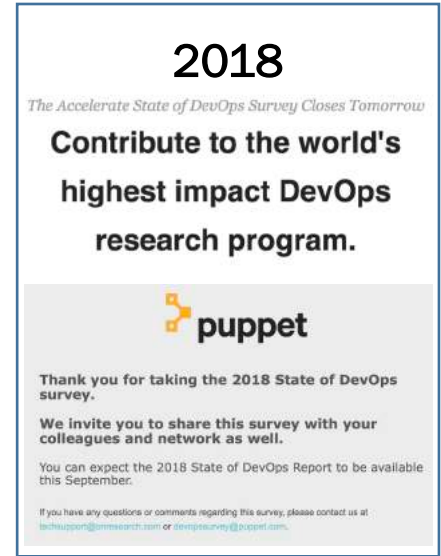 2018
The Accelerate State of DevOps Survey Closes Tomorrow
Contribute to the world's
highest impact DevOps
research program.
puppet
Thank you for taking the 2018 State of DevOps
survey.
We invite you to share this survey with your
colleagues and network as well.
You can expect the 2018 State of DevOps Report to be available
this September.
If you have any questions or comments regarding this survey, please contact us at
techsupport@onresearch.com or devopssurvey@puppet.com.